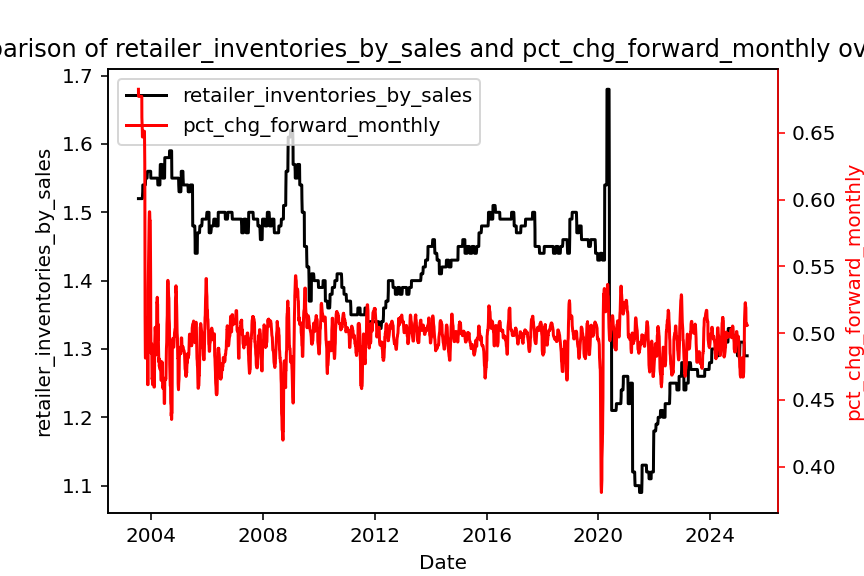 parison of retailer_inventories_by_sales and pct_chg_forward_monthly ov
retailer_inventories_by_sales
pct_chg_forward_monthly
1.7
1.6
1.5
1.4
1.3
1.2
1.1
retailer_inventories_by_sales
0.65
0.60
0.55
0.50
0.45
0.40
pct_chg_forward_monthly
2004 2008 2012 2016 2020 2024
Date